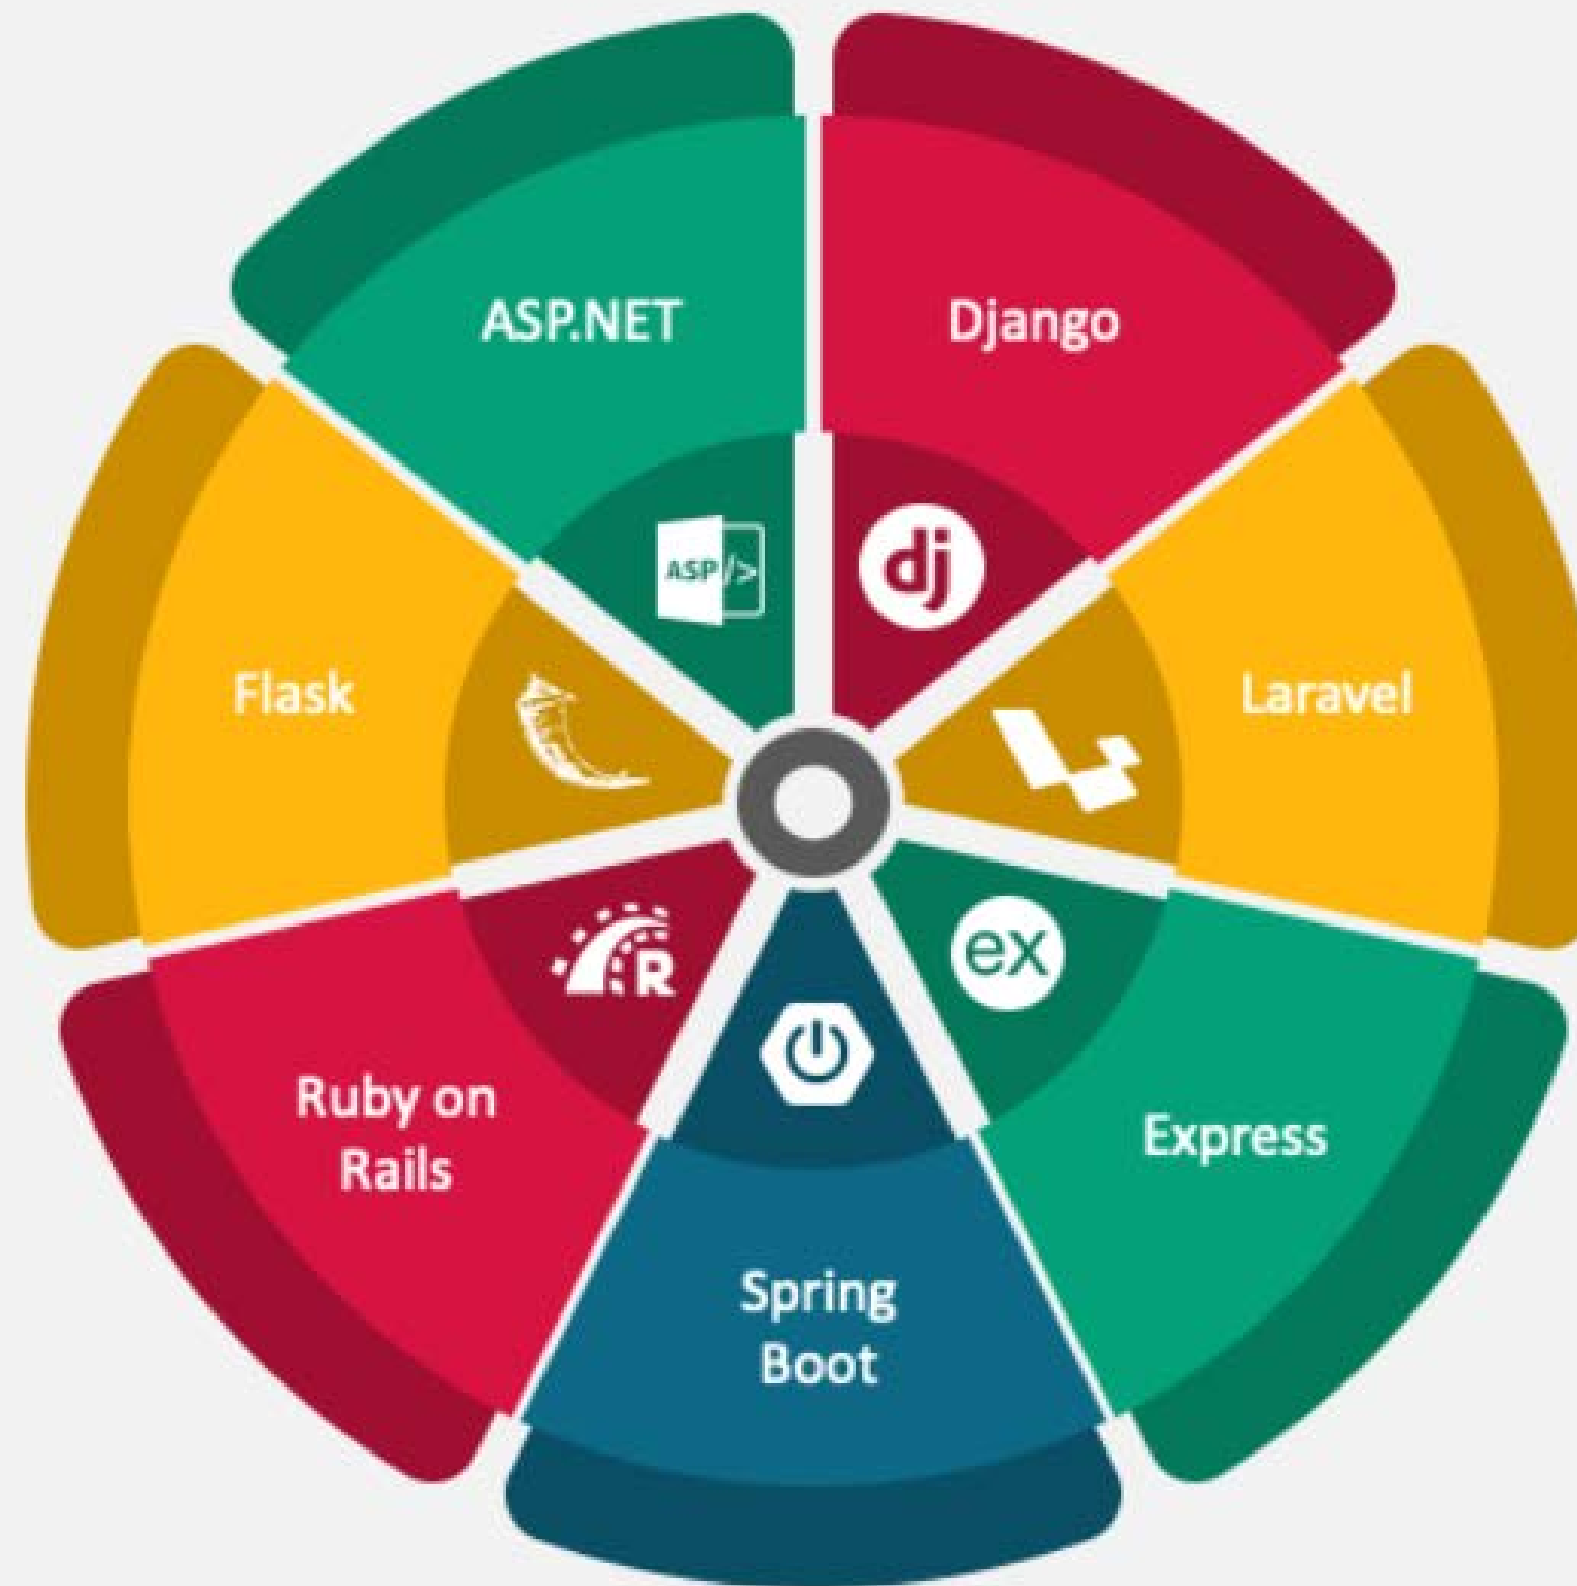 ASP.NET
Django
ASP/>
dj
Flask
Laravel
R
ex
Ruby on
Rails
Express
Spring
Boot